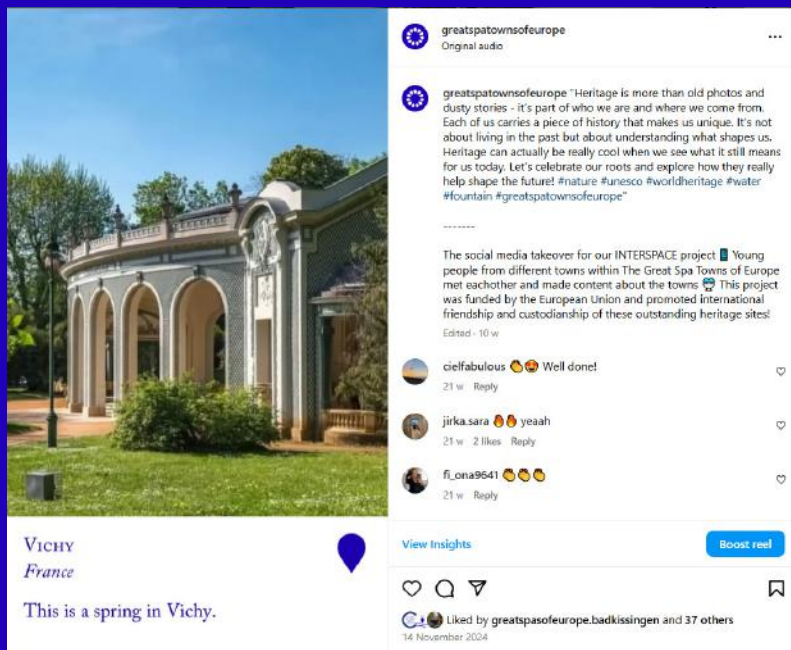 VICHY
France
This is a spring in Vichy.
greatspatownsofeurope
Original audio
greatspatownsofeurope "Heritage is more than old photos and
dusty stories - it's part of who we are and where we come from.
Each of us carries a piece of history that makes us unique. It's not
about living in the past but about understanding what shapes us.
Heritage can actually be really cool when we see what it still means
for us today. Let's celebrate our roots and explore how they really
help shape the future! #nature #unesco #worldheritage #water
#fountain #greatspatownsofeurope"
-------
The social media takeover for our INTERSPACE project 📱 Young
people from different towns within The Great Spa Towns of Europe
met eachother and made content about the towns 🤓 This project
was funded by the European Union and promoted international
friendship and custodianship of these outstanding heritage sites!
Edited · 10 w
cielfabulous 👏😍 Well done!
21 w Reply
jirka.sara 🔥🔥 yeaah
21 w 2 likes Reply
fi_ona9641 👏👏👏
21 w Reply
View Insights
Boost reel
Liked by greatspasofeurope.badkissingen and 37 others
14 November 2024